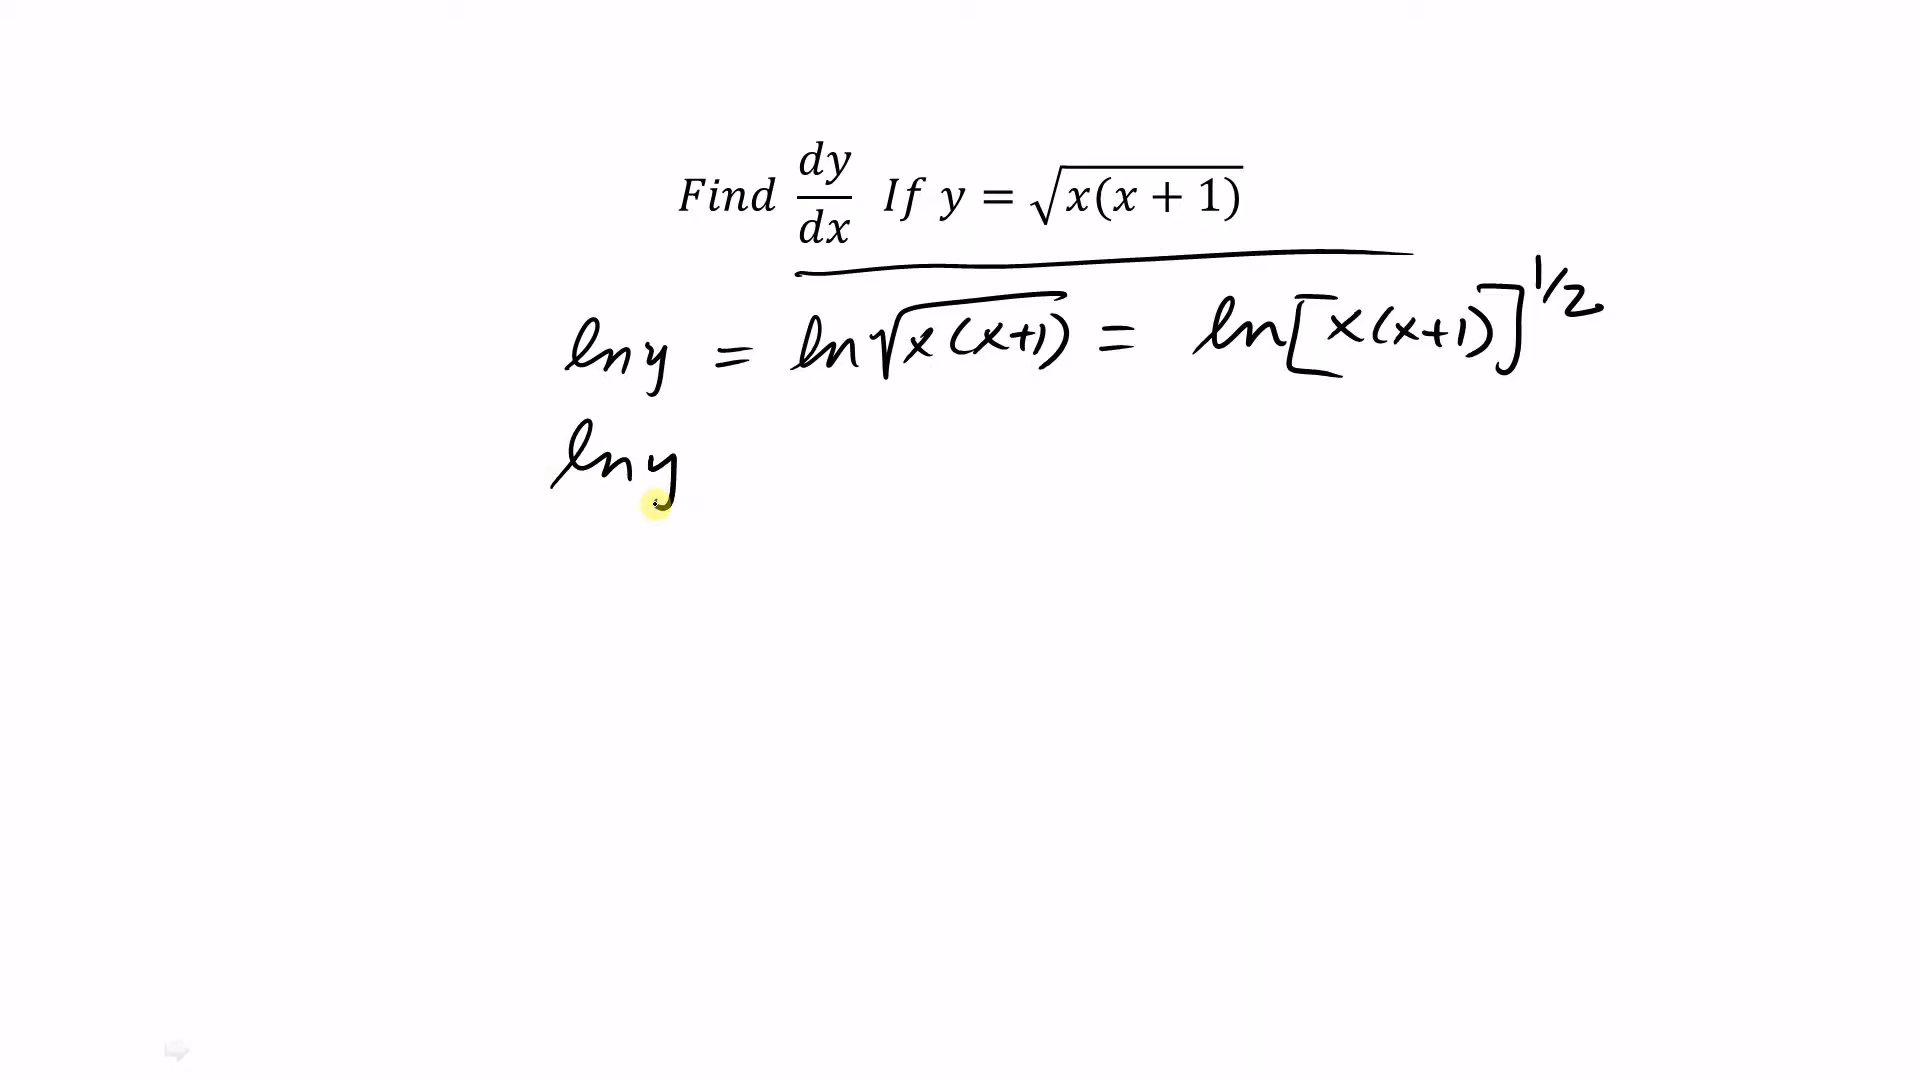 Find dy/dx If y = √x(x + 1)
ln y = ln √x(x+1) = ln[x(x+1)]^1/2
ln y